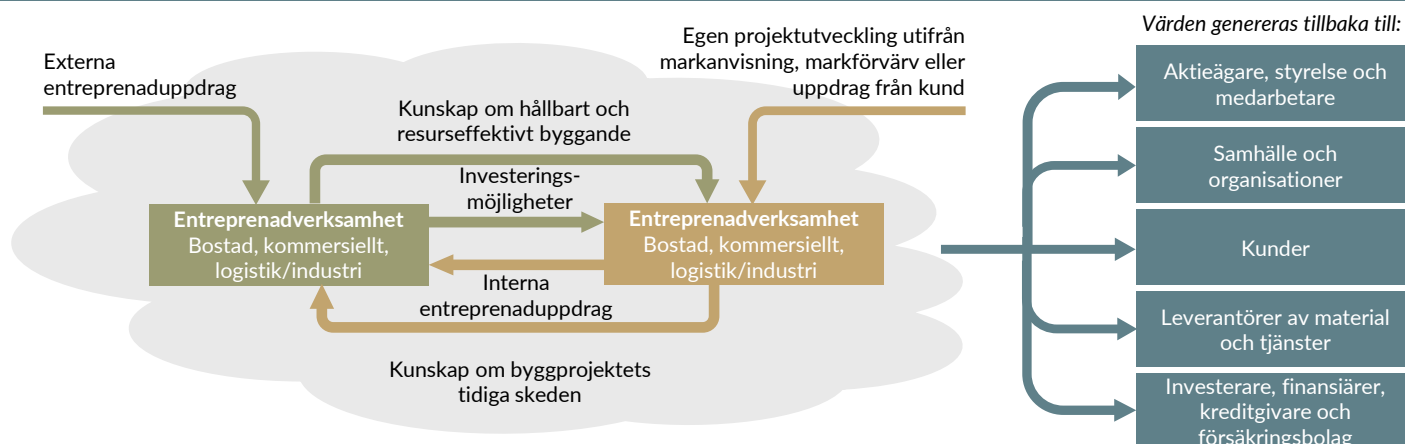 Externa
entreprenaduppdrag
Egen projektutveckling utifrån
markanvisning, markförvärv eller
uppdrag från kund
Kunskap om hållbart och
resurseffektivt byggande
Investerings-
möjligheter
Entreprenadverksamhet
Bostad, kommersiellt,
logistik/industri
Entreprenadverksamhet
Bostad, kommersiellt,
logistik/industri
Interna
entreprenaduppdrag
Kunskap om byggprojektets
tidiga skeden
Värden genereras tillbaka till:
Aktieägare, styrelse och
medarbetare
Samhälle och
organisationer
Kunder
Leverantörer av material
och tjänster
Investerare, finansiärer,
kreditgivare och
försäkringsbolag